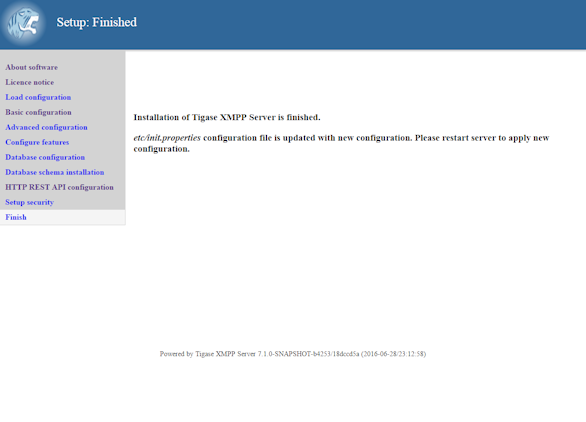 Setup: Finished
About software
Licence notice
Load configuration
Basic configuration
Advanced configuration
Configure features
Database configuration
Database schema installation
HTTP REST API configuration
Setup security
Finish
Installation of Tigase XMPP Server is finished.
etc/init.properties configuration file is updated with new configuration. Please restart server to apply new
configuration.
Powered by Tigase XMPP Server 7.1.0-SNAPSHOT-b4253/18dccd5a (2016-06-28/23:12:58)